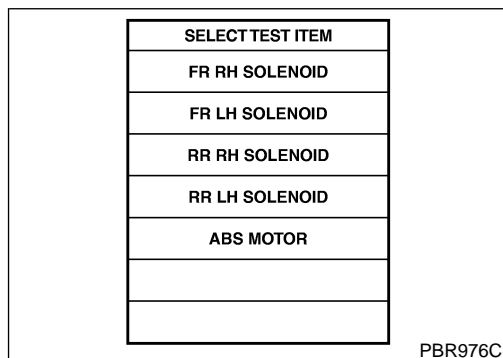 SELECT TEST ITEM
FR RH SOLENOID
FR LH SOLENOID
RR RH SOLENOID
RR LH SOLENOID
ABS MOTOR
PBR976C